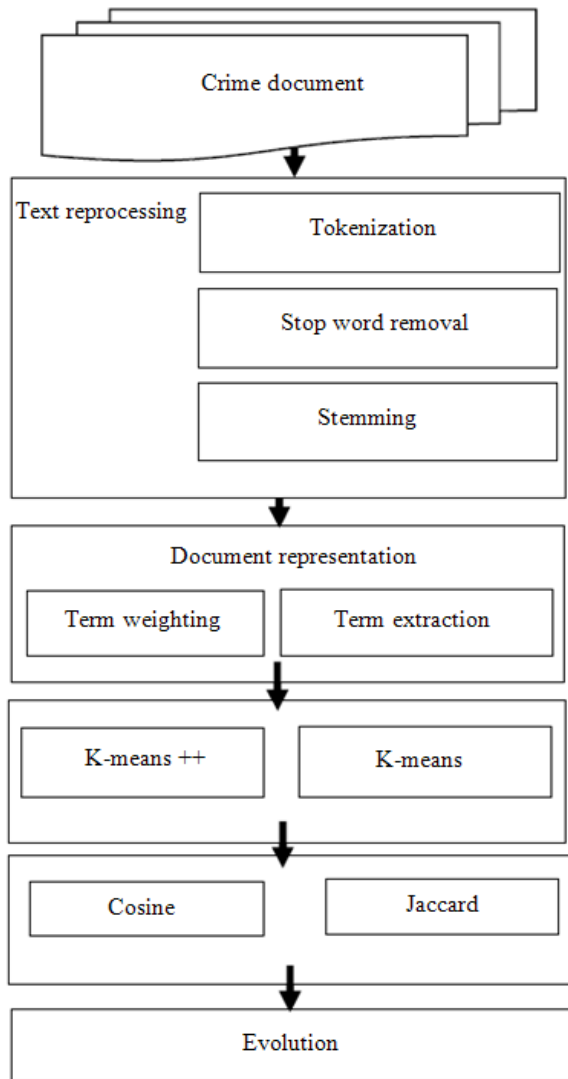 Crime document
Text reprocessing
Tokenization
Stop word removal
Stemming
Document representation
Term weighting
Term extraction
K-means ++
K-means
Cosine
Jaccard
Evolution